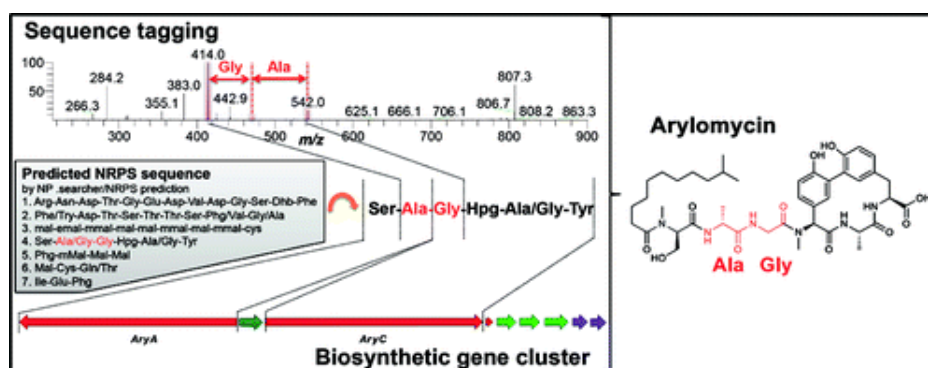 Sequence tagging
414.0
Gly
Ala
807.3
100
50
284.2
383.0
266.3
355.1
442.9
542.0
625.1
666.1
706.1
806.7
808.2
863.3
300
400
500
600
m/z
700
800
900
Predicted NRPS sequence
by NP .searcher/NRPS prediction
1. Arg-Asn-Asp-Thr-Gly-Glu-Asp-Val-Asp-Gly-Ser-Dhb-Phe
2. Phe/Try-Asp-Thr-Ser-Thr-Thr-Ser-Phg/Val-Gly/Ala
3. mal-emal-mmal-mal-mal-mmal-mal-mmal-cys
4. Ser-Ala/Gly-Gly-Hpg-Ala/Gly-Tyr
5. Phg-mMal-Mal-Mal
6. Mal-Cys-Gln/Thr
7. Ile-Glu-Phg
Ser-Ala-Gly-Hpg-Ala/Gly-Tyr
AryA
AryC
Biosynthetic gene cluster
Arylomycin
HO
OH
O
N
HO
O
H
N
O
N
H
O
N
O
H
N
O
N
H
O
OH
Ala Gly